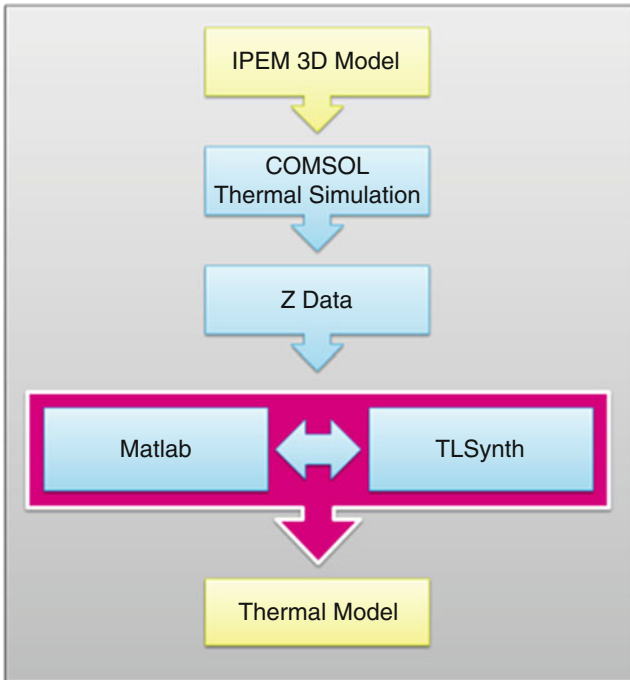 IPEM 3D Model
COMSOL
Thermal Simulation
Z Data
Matlab
TLSynth
Thermal Model